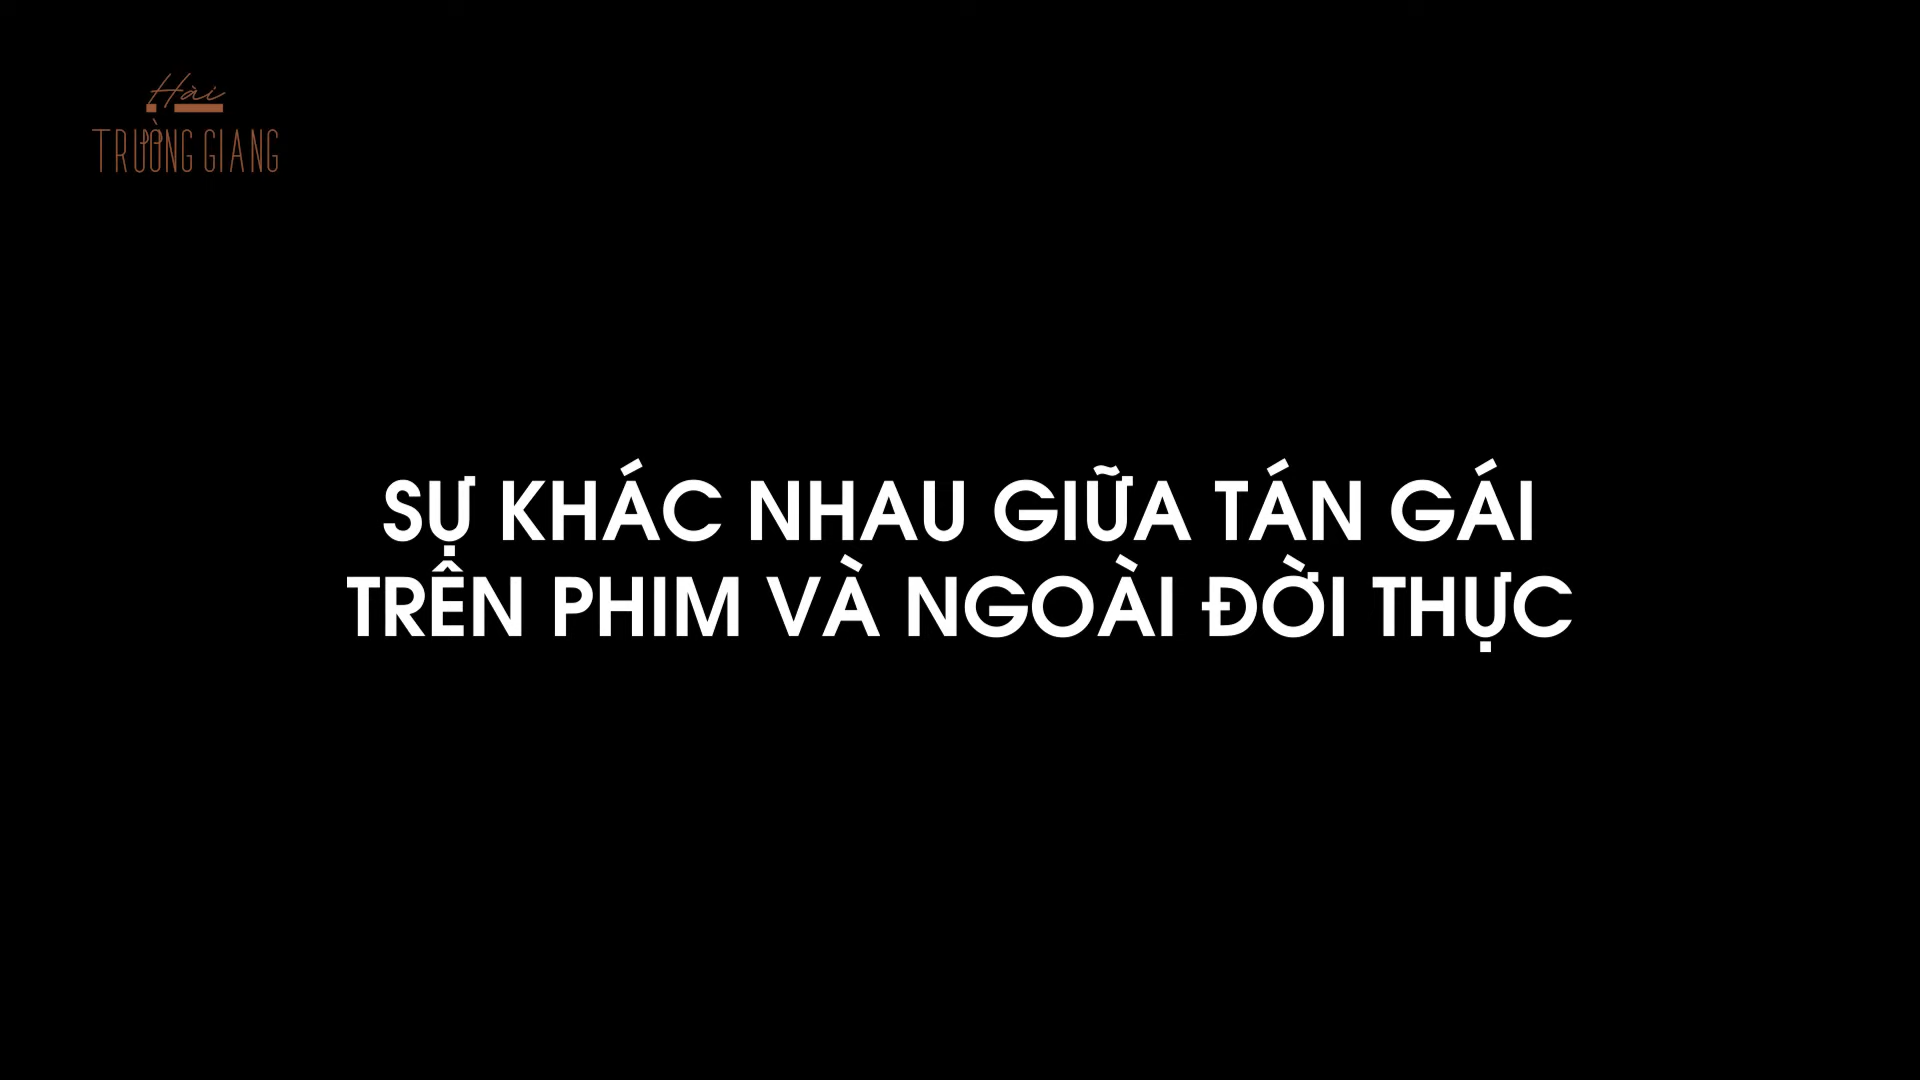 Hài
TRƯỜNG GIANG
SỰ KHÁC NHAU GIỮA TÁN GÁI
TRÊN PHIM VÀ NGOÀI ĐỜI THỰC